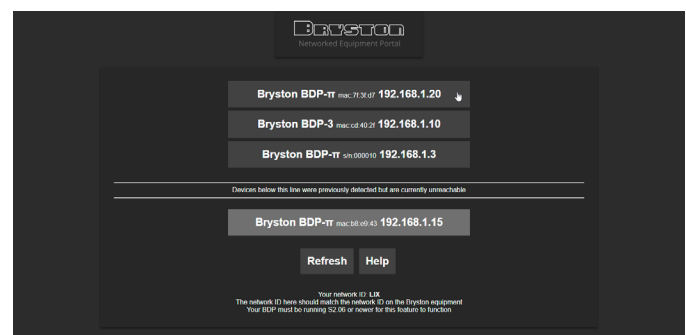 BRYSTON
Networked Equipment Portal
Bryston BDP-π mac:7f:3f:d7 192.168.1.20
Bryston BDP-3 mac:cd:40:2f 192.168.1.10
Bryston BDP-π s/n:000010 192.168.1.3
Devices below this line were previously detected but are currently unreachable
Bryston BDP-π mac:b8:e9:43 192.168.1.15
Refresh Help
Your network ID: LIX
The network ID here should match the network ID on the Bryston equipment
Your BDP must be running S2.06 or newer for this feature to function